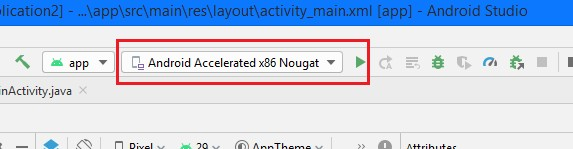 plication2] - ...\app\src\main\res\layout\activity_main.xml [app] - Android Studio
app Android Accelerated x86 Nougat
inActivity.java
Pixel 29 AppTheme Attributes